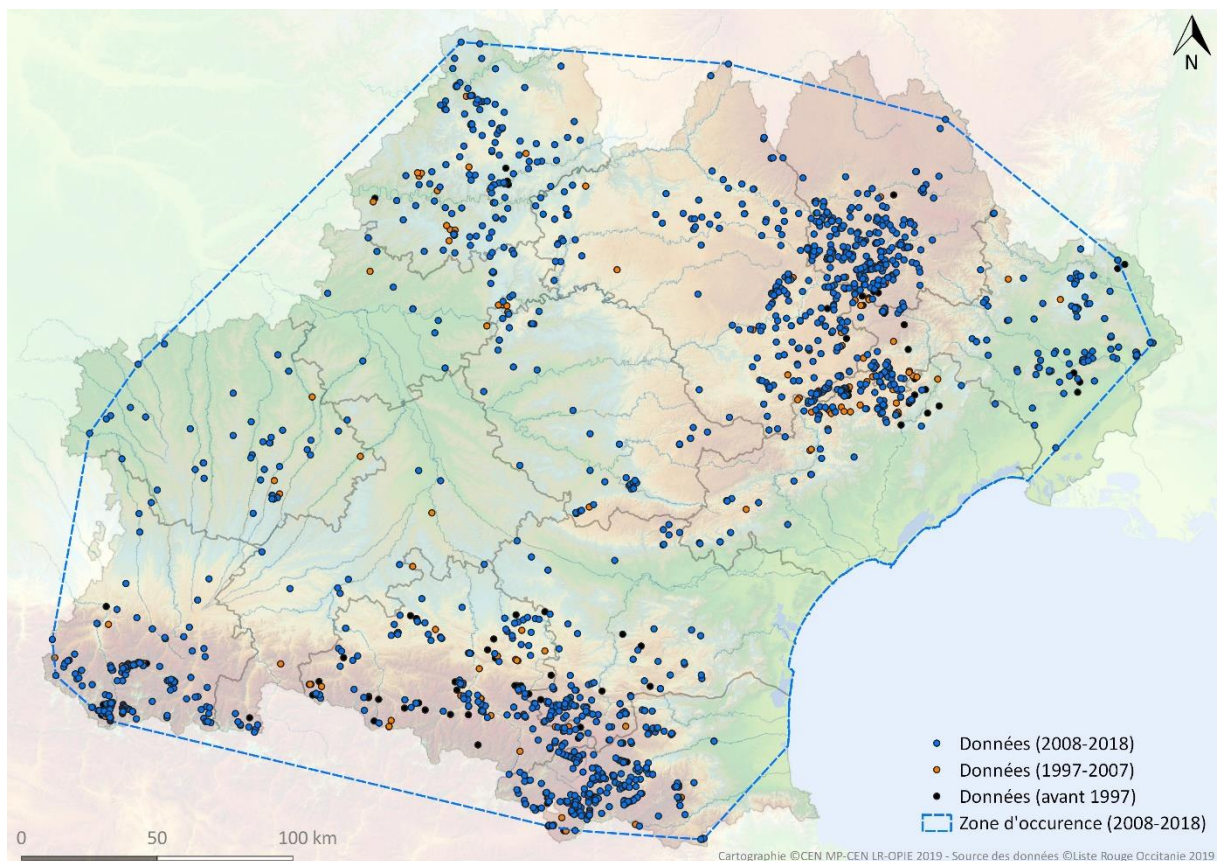 N
Données (2008-2018)
Données (1997-2007)
Données (avant 1997)
Zone d'occurence (2008-2018)
0 50 100 km
Cartographie ©CEN MP-CEN LR-OPIE 2019 - Source des données ©Liste Rouge Occitanie 2019